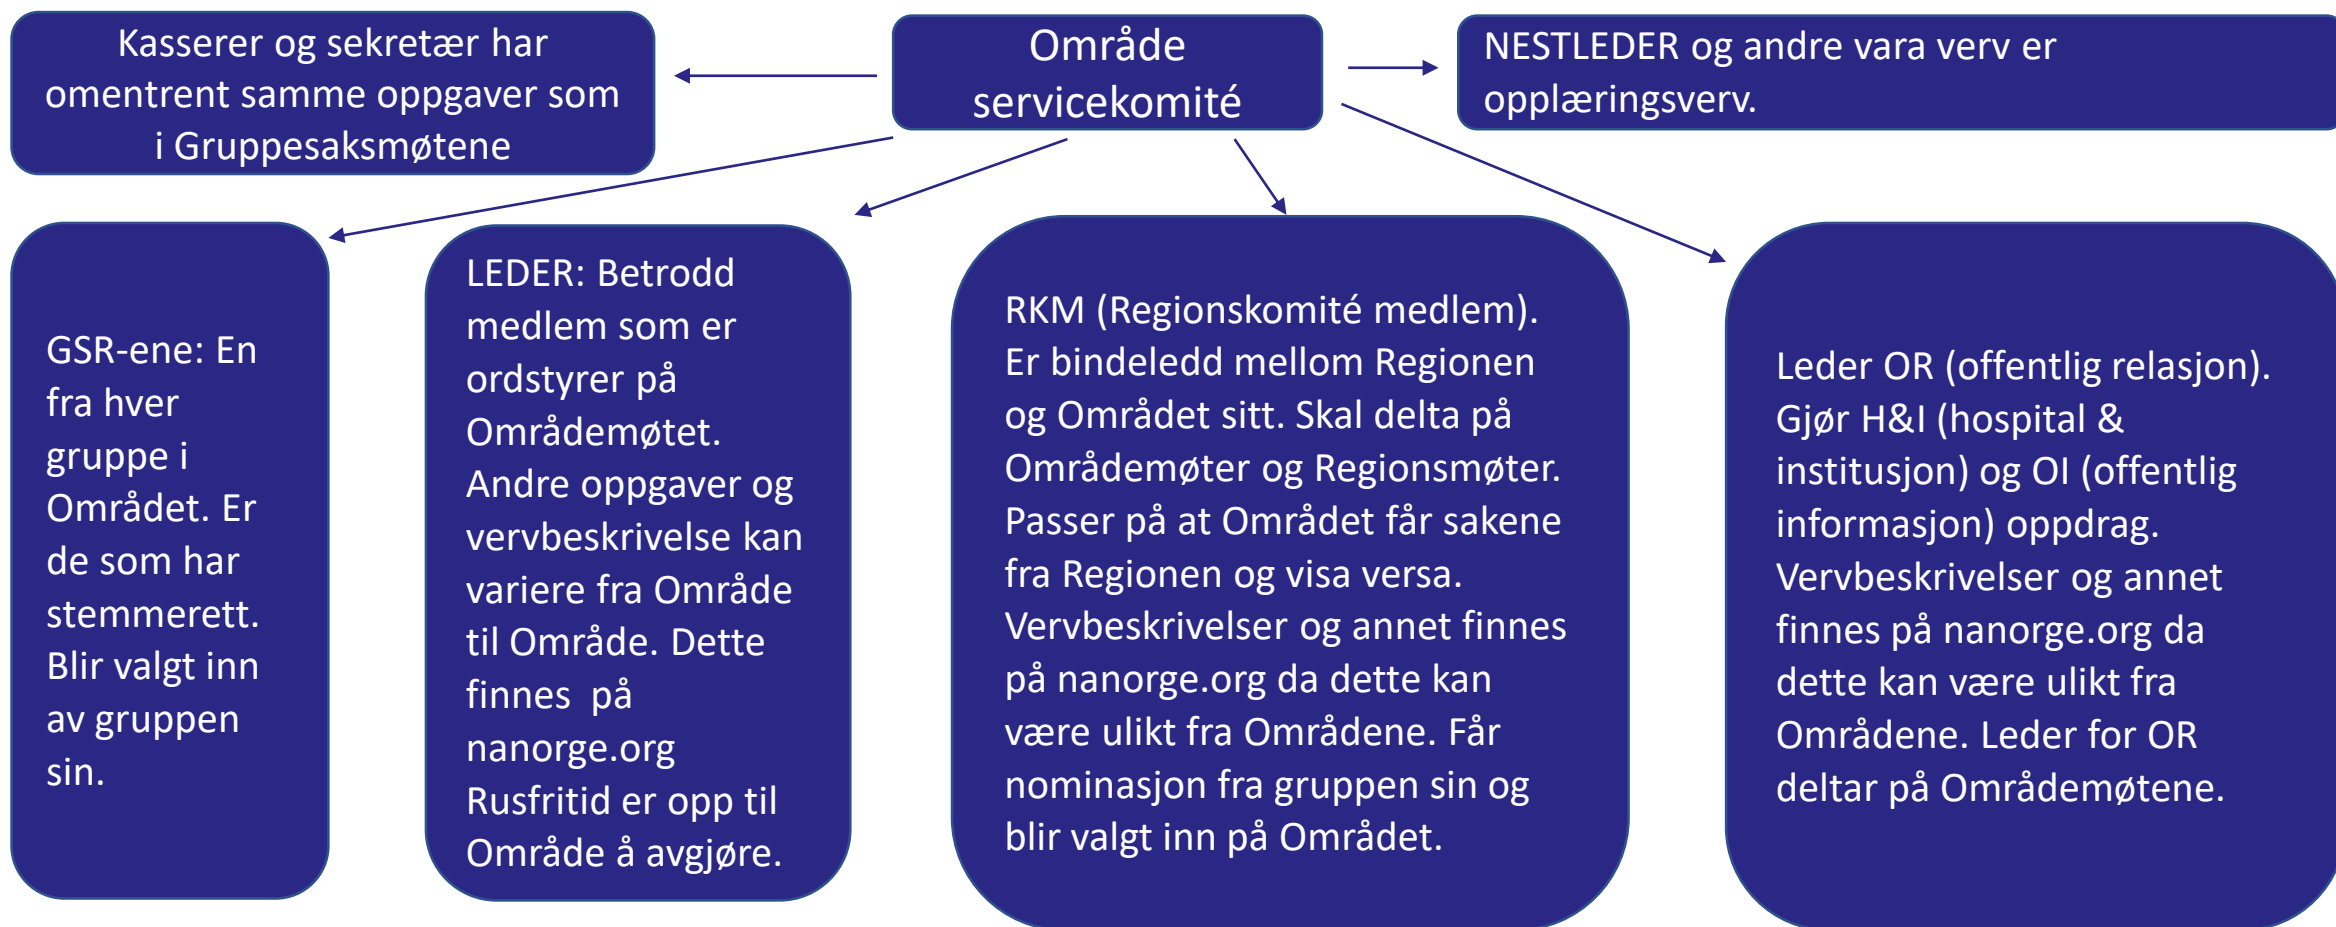 Kasserer og sekretær har
omentrent samme oppgaver som
i Gruppesaksmøtene
Område
servicekomité
NESTLEDER og andre vara verv er
opplæringsverv.
GSR-ene: En
fra hver
gruppe i
Området. Er
de som har
stemmerett.
Blir valgt inn
av gruppen
sin.
LEDER: Betrodd
medlem som er
ordstyrer på
Områdemøtet.
Andre oppgaver og
vervbeskrivelse kan
variere fra Område
til Område. Dette
finnes  på
nanorge.org
Rusfritid er opp til
Område å avgjøre.
RKM (Regionskomité medlem).
Er bindeledd mellom Regionen
og Området sitt. Skal delta på
Områdemøter og Regionsmøter.
Passer på at Området får sakene
fra Regionen og visa versa.
Vervbeskrivelser og annet finnes
på nanorge.org da dette kan
være ulikt fra Områdene. Får
nominasjon fra gruppen sin og
blir valgt inn på Området.
Leder OR (offentlig relasjon).
Gjør H&I (hospital &
institusjon) og OI (offentlig
informasjon) oppdrag.
Vervbeskrivelser og annet
finnes på nanorge.org da
dette kan være ulikt fra
Områdene. Leder for OR
deltar på Områdemøtene.